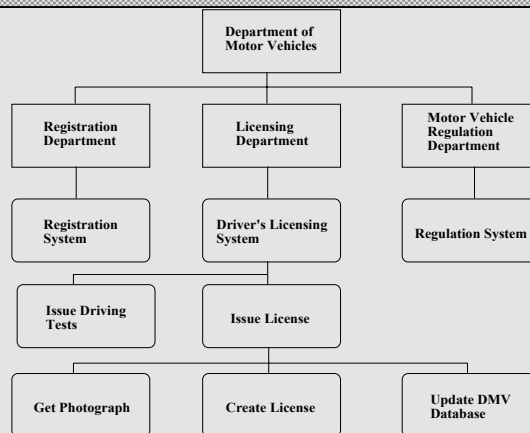 Department of
Motor Vehicles
Registration
Department
Licensing
Department
Motor Vehicle
Regulation
Department
Registration
System
Driver's Licensing
System
Regulation System
Issue Driving
Tests
Issue License
Get Photograph
Create License
Update DMV
Database